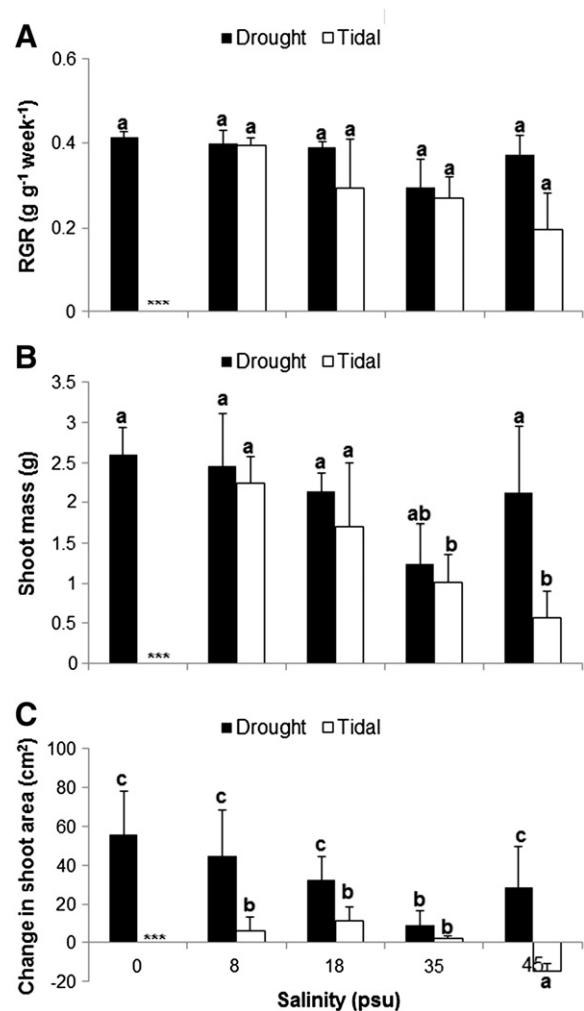 A
■ Drought □ Tidal
RGR (g g⁻¹ week⁻¹)
0.6
0.4
0.2
0
a a a a a a a a a
***
B
■ Drought □ Tidal
Shoot mass (g)
3.5
3
2.5
2
1.5
1
0.5
0
a a a a a ab b a b
***
C
■ Drought □ Tidal
Change in shoot area (cm²)
100
80
60
40
20
0
-20
c c b c b b b c a
***
0 8 18 35 45
Salinity (psu)